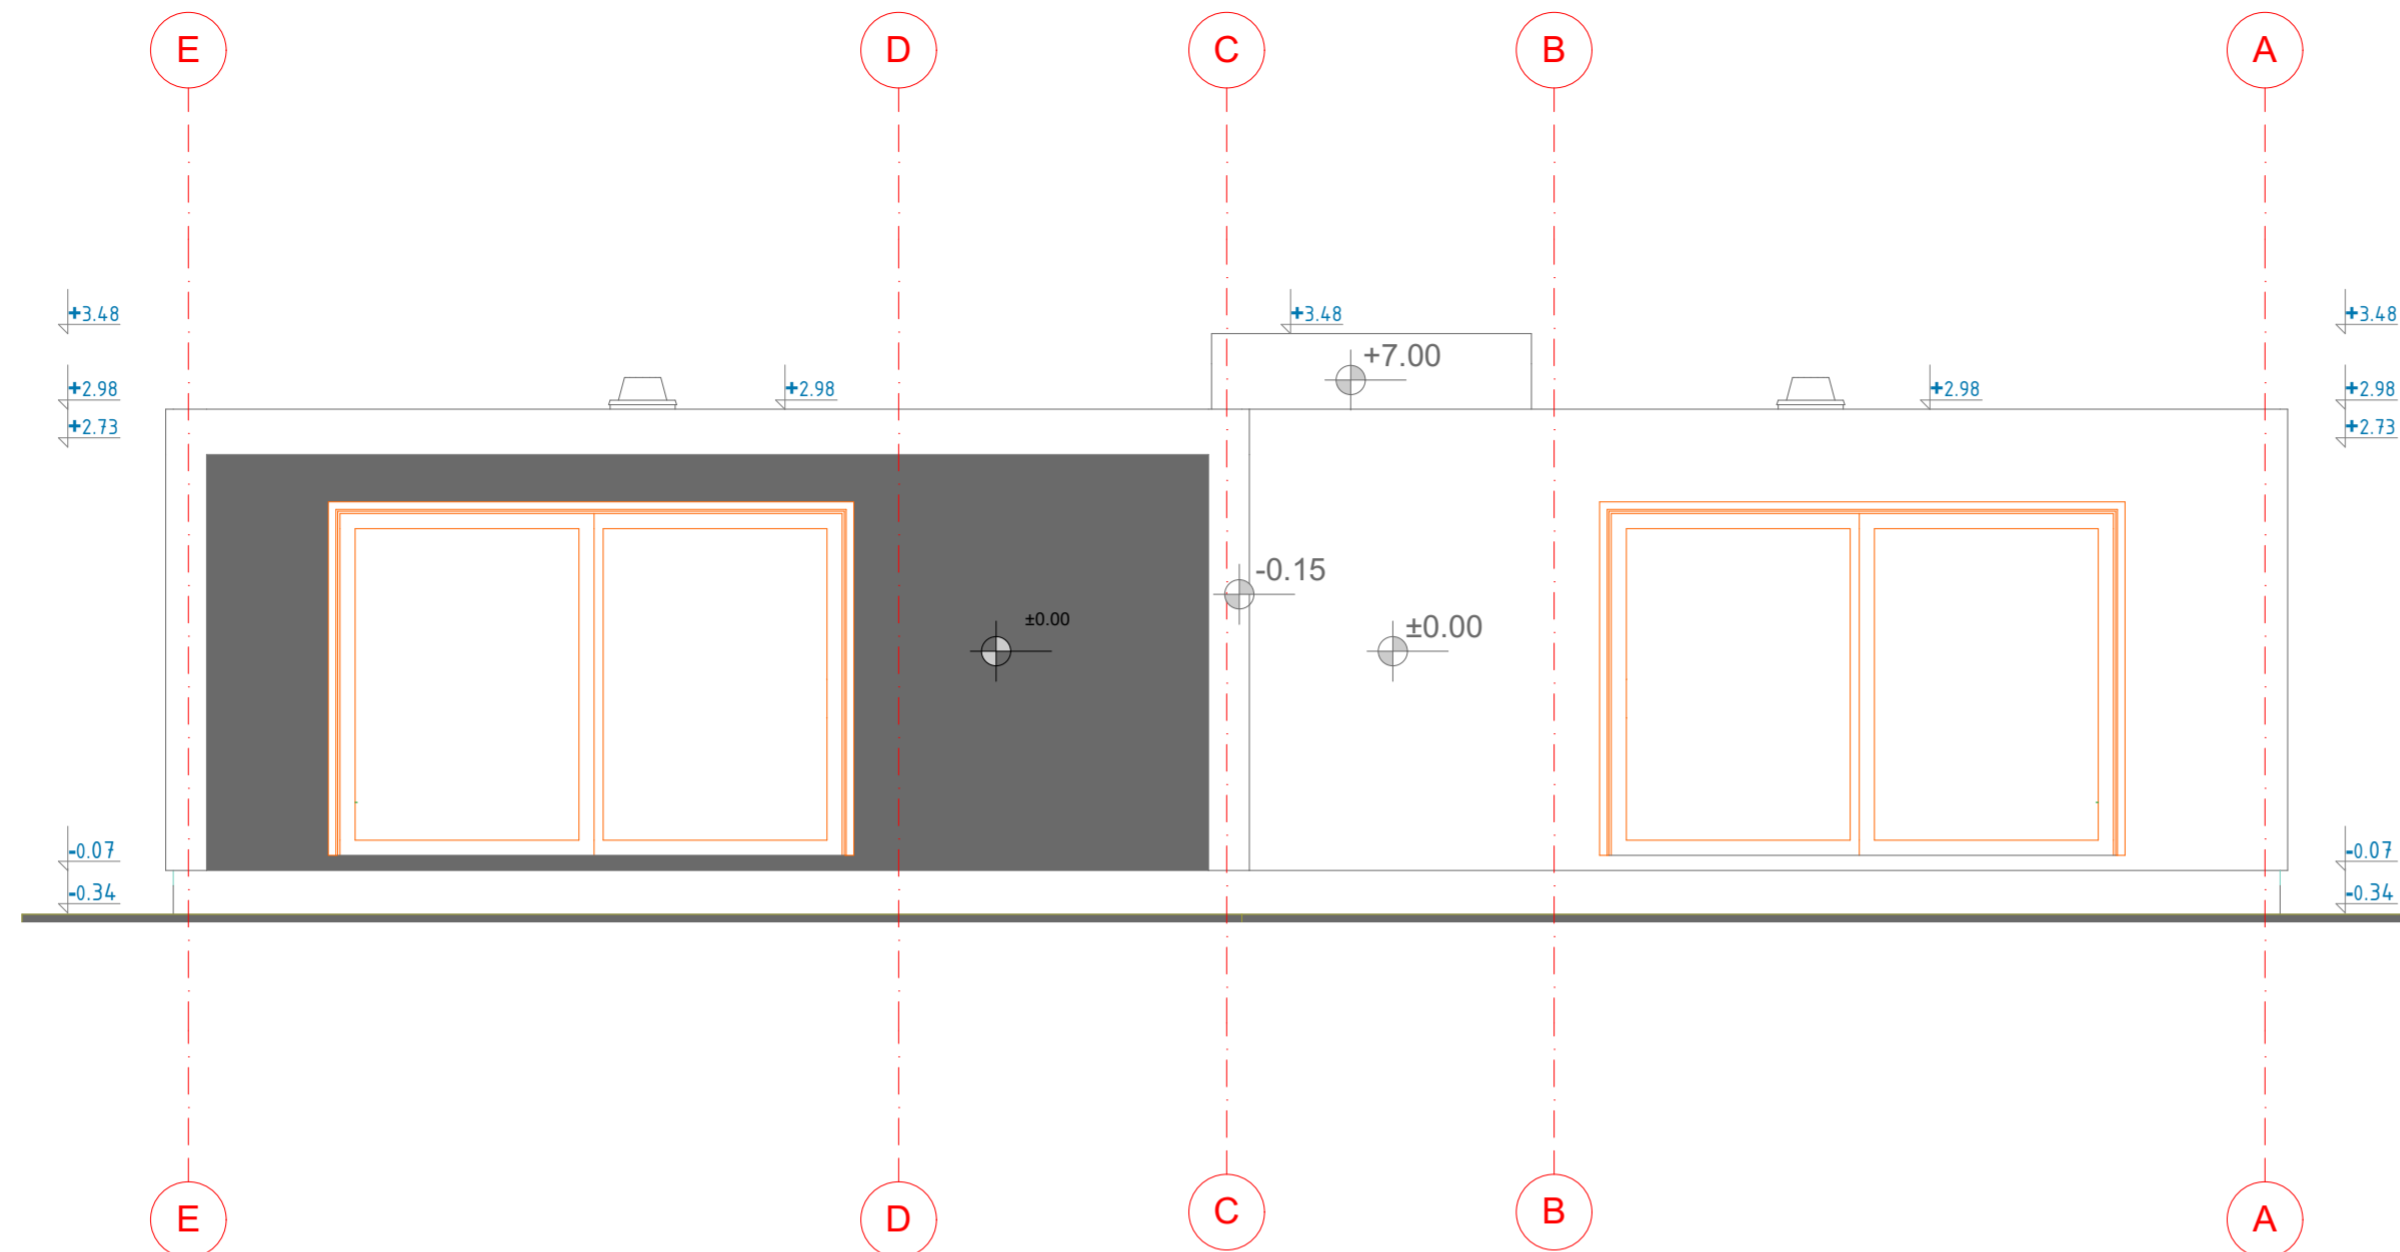 E D C B A
+3.48 +3.48 +3.48
+7.00
+2.98 +2.98 +2.98 +2.98
+2.73 +2.73
-0.15
±0.00 ±0.00
-0.07 -0.07
-0.34 -0.34
E D C B A